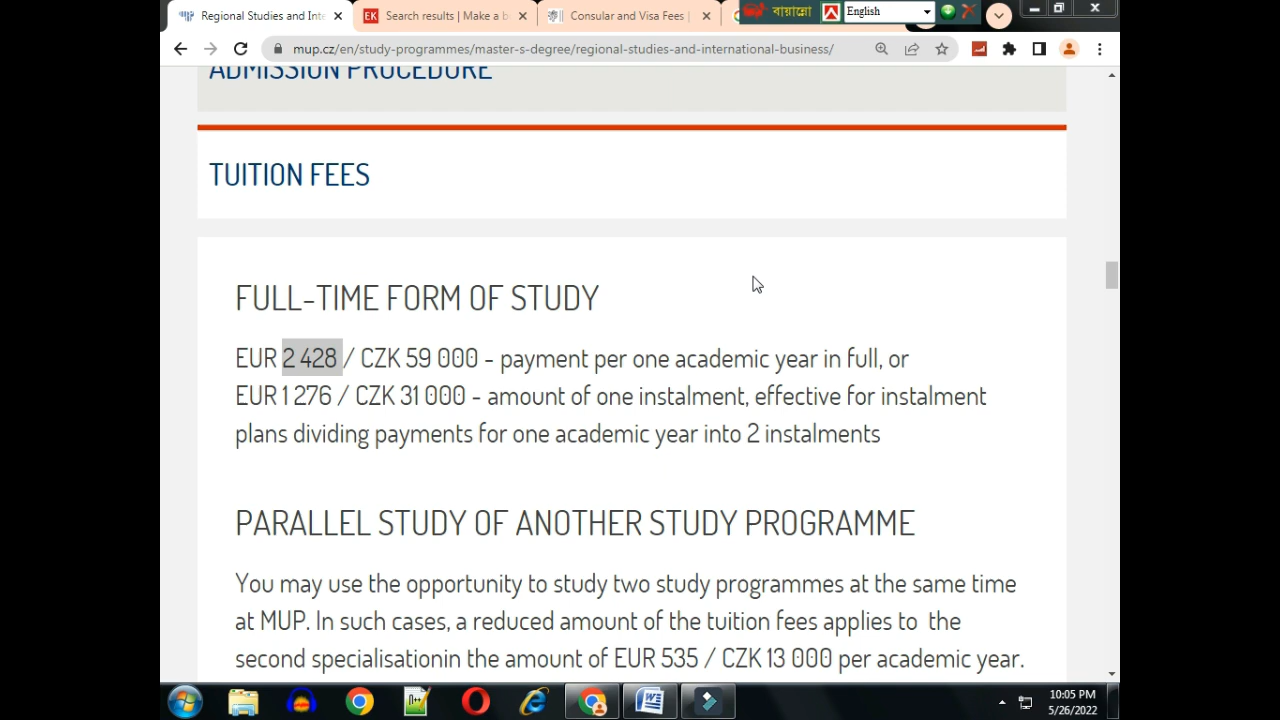 Regional Studies and Inte
Search results | Make a b
Consular and Visa Fees |
বায়ান্নো
English
mup.cz/en/study-programmes/master-s-degree/regional-studies-and-international-business/
ADMISSION PROCEDURE
TUITION FEES
FULL-TIME FORM OF STUDY
EUR 2 428 / CZK 59 000 - payment per one academic year in full, or
EUR 1 276 / CZK 31 000 - amount of one instalment, effective for instalment
plans dividing payments for one academic year into 2 instalments
PARALLEL STUDY OF ANOTHER STUDY PROGRAMME
You may use the opportunity to study two study programmes at the same time
at MUP. In such cases, a reduced amount of the tuition fees applies to the
second specialisationin the amount of EUR 535 / CZK 13 000 per academic year.
10:05 PM
5/26/2022